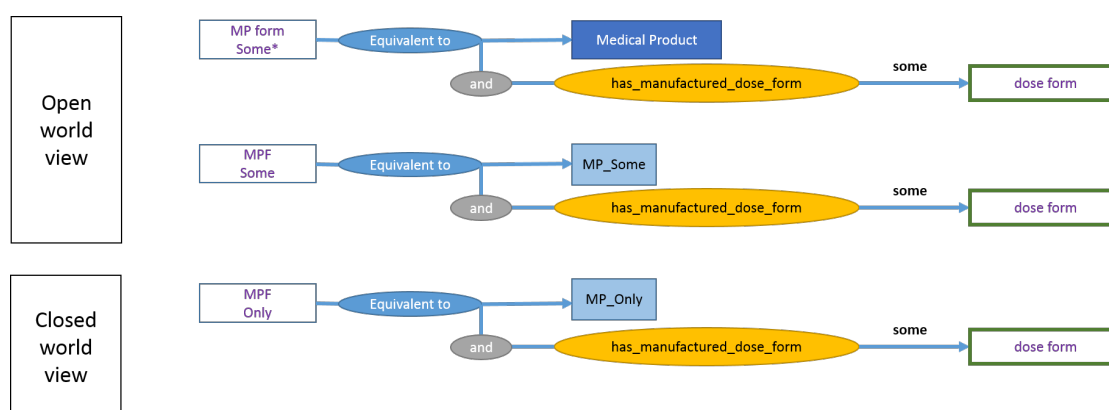 MP form
Some*
Equivalent to
Medical Product
and
has_manufactured_dose_form
some
dose form
Open
world
view
MPF
Some
Equivalent to
MP_Some
and
has_manufactured_dose_form
some
dose form
MPF
Only
Equivalent to
MP_Only
and
has_manufactured_dose_form
some
dose form
Closed
world
view